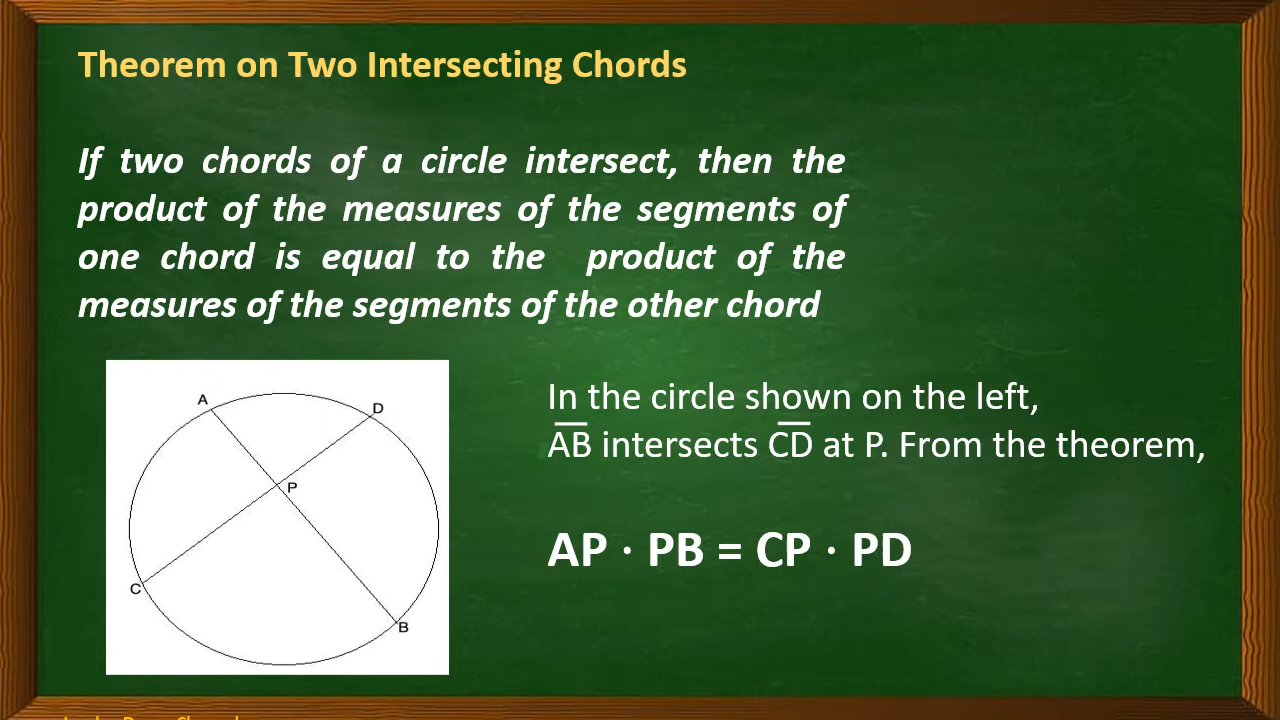 Theorem on Two Intersecting Chords
If two chords of a circle intersect, then the
product of the measures of the segments of
one chord is equal to the product of the
measures of the segments of the other chord
A
D
P
C
B
In the circle shown on the left,
A̅B̅ intersects C̅D̅ at P. From the theorem,
AP · PB = CP · PD